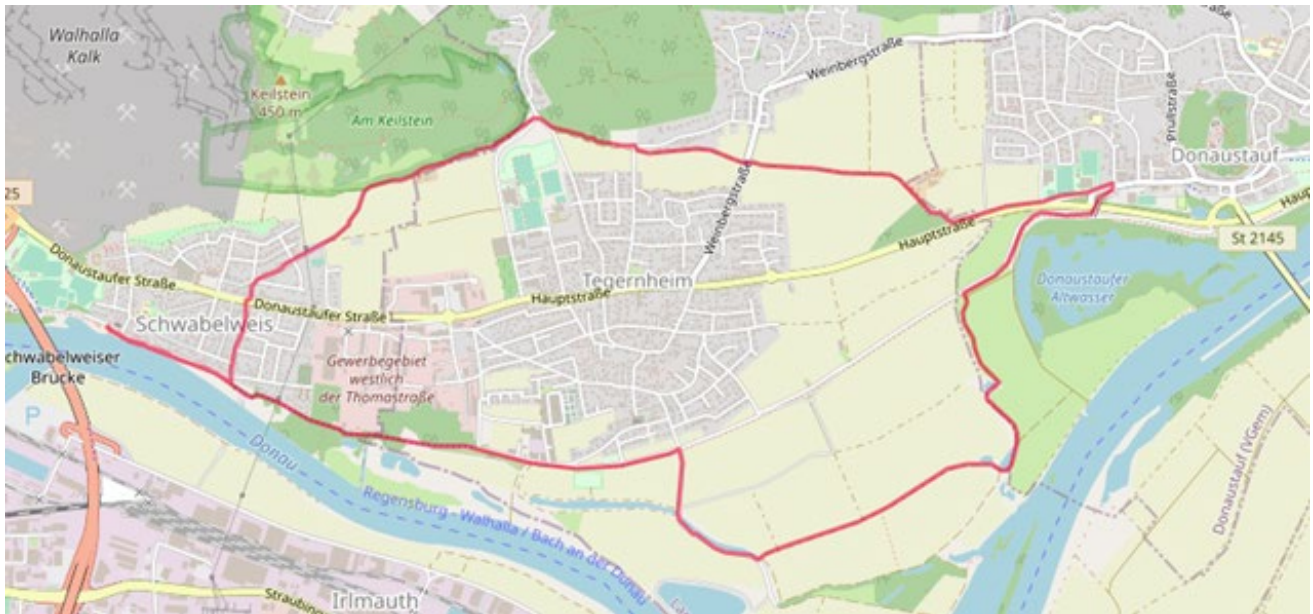 Walhalla
Kalk
Keilstein
450 m
Am Keilstein
Weinbergstraße
Prüllstraße
Donaustauf
25
Donaustaufer Straße
Weinbergstraße
Hauptstraße
St 2145
Donaustaufer
Altwasser
Tegernheim
Hauptstraße
Donaustaufer Straße
Schwabelweis
chwabelweiser
Brücke
Gewerbegebiet
westlich
der Thomastraße
P
Donau
Regensburg - Walhalla / Bach an der Donau
Donaustauf (VGem)
Irlmauth
Straubing